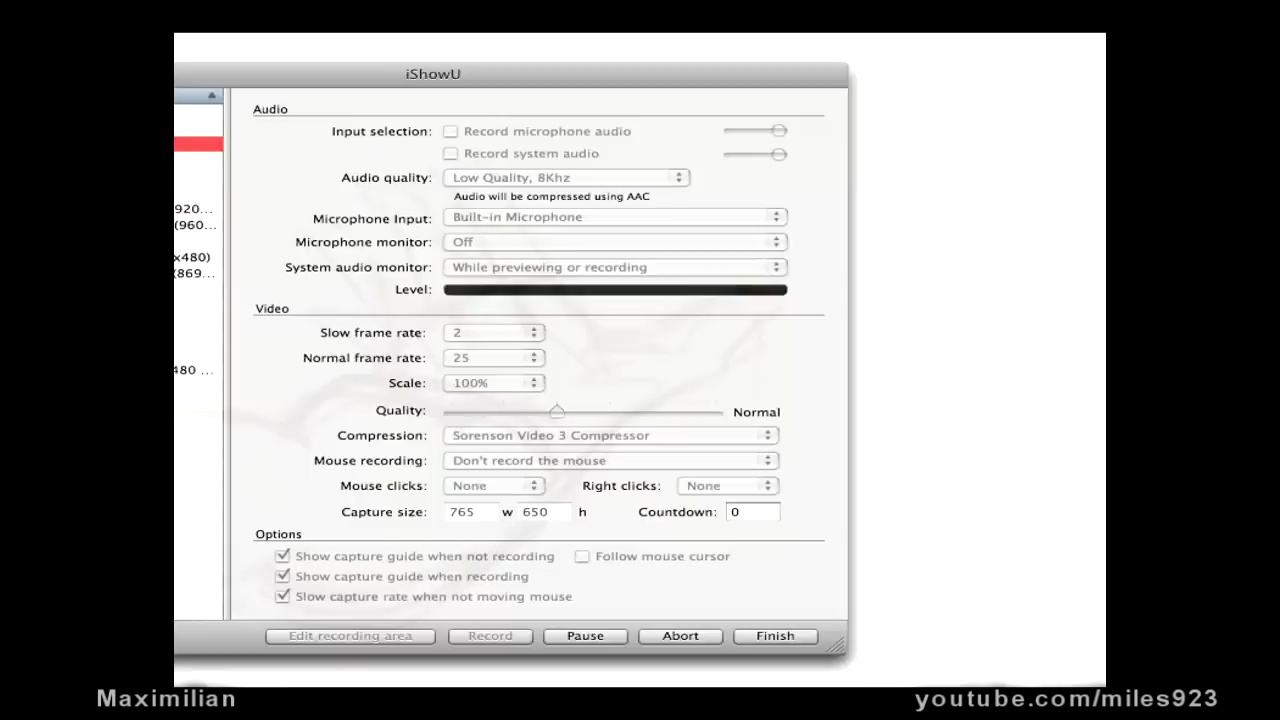 iShowU
Audio
Input selection: Record microphone audio
Record system audio
Audio quality: Low Quality, 8Khz
Audio will be compressed using AAC
920...
Microphone Input: Built-in Microphone
(960...
Microphone monitor: Off
x480)
System audio monitor: While previewing or recording
(869...
Level:
Video
Slow frame rate: 2
Normal frame rate: 25
480 ...
Scale: 100%
Quality: Normal
Compression: Sorenson Video 3 Compressor
Mouse recording: Don't record the mouse
Mouse clicks: None Right clicks: None
Capture size: 765 w 650 h Countdown: 0
Options
Show capture guide when not recording Follow mouse cursor
Show capture guide when recording
Slow capture rate when not moving mouse
Edit recording area Record Pause Abort Finish
Maximilian youtube.com/miles923